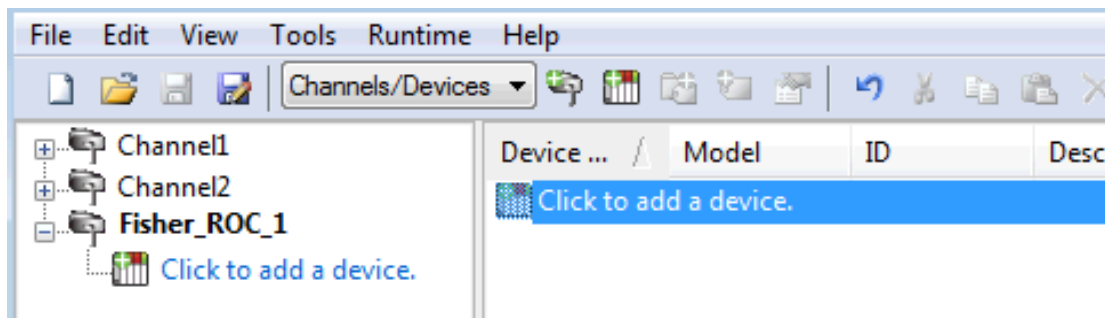 File Edit View Tools Runtime Help
Channels/Devices
Channel1
Channel2
Fisher_ROC_1
Click to add a device.
Device ... Model ID Desc
Click to add a device.